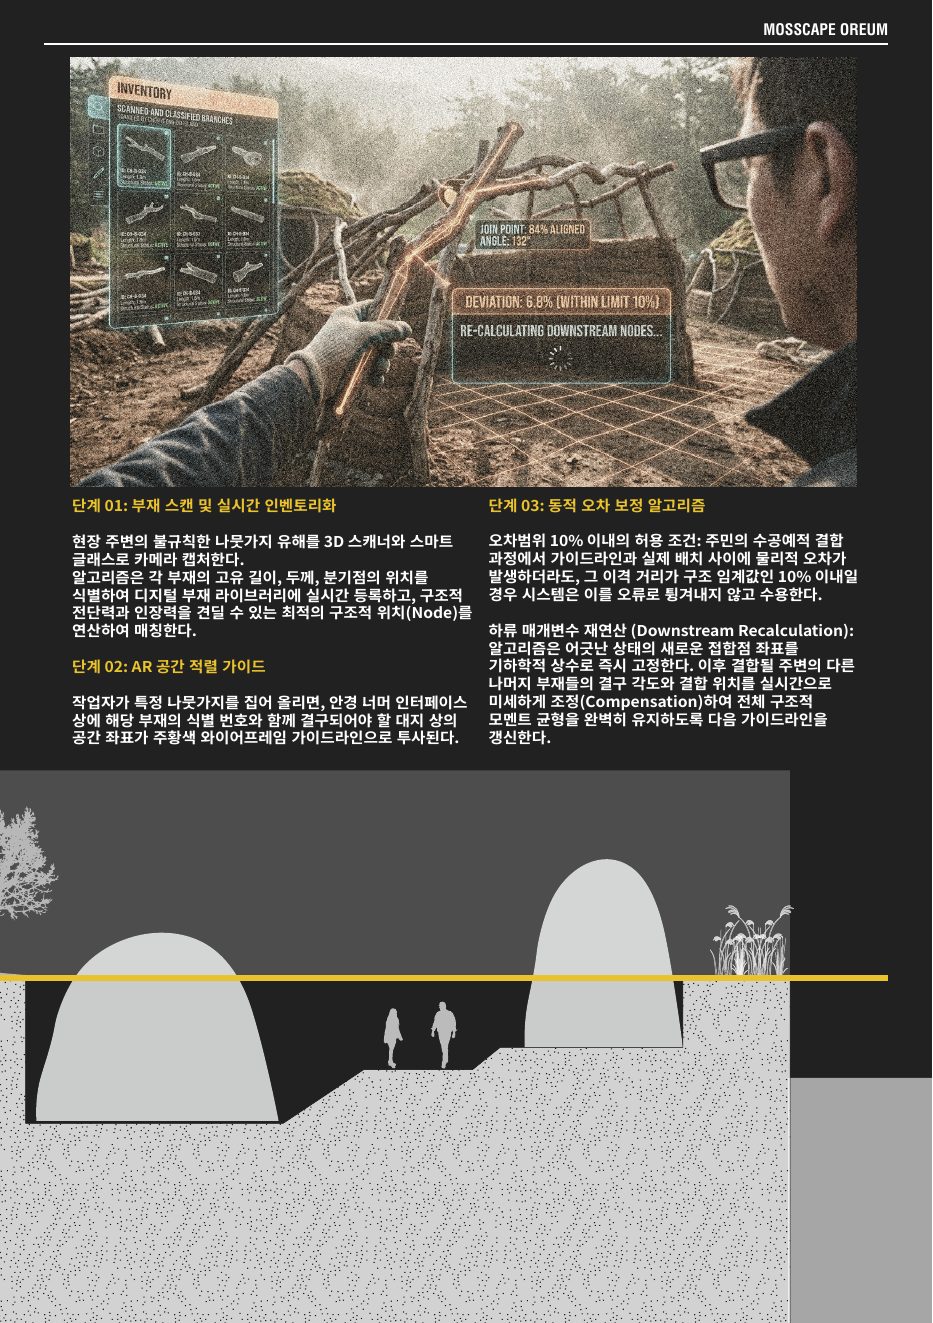 MOSSCAPE OREUM
INVENTORY
SCANNED AND CLASSIFIED BRANCHES
JOIN POINT: 84% ALIGNED
ANGLE: 132°
DEVIATION: 6.8% (WITHIN LIMIT 10%)
RE-CALCULATING DOWNSTREAM NODES...
단계 01: 부재 스캔 및 실시간 인벤토리화
현장 주변의 불규칙한 나뭇가지 유해를 3D 스캐너와 스마트
글래스로 카메라 캡처한다.
알고리즘은 각 부재의 고유 길이, 두께, 분기점의 위치를
식별하여 디지털 부재 라이브러리에 실시간 등록하고, 구조적
전단력과 인장력을 견딜 수 있는 최적의 구조적 위치(Node)를
연산하여 매칭한다.
단계 02: AR 공간 적렬 가이드
작업자가 특정 나뭇가지를 집어 올리면, 안경 너머 인터페이스
상에 해당 부재의 식별 번호와 함께 결구되어야 할 대지 상의
공간 좌표가 주황색 와이어프레임 가이드라인으로 투사된다.
단계 03: 동적 오차 보정 알고리즘
오차범위 10% 이내의 허용 조건: 주민의 수공예적 결합
과정에서 가이드라인과 실제 배치 사이에 물리적 오차가
발생하더라도, 그 이격 거리가 구조 임계값인 10% 이내일
경우 시스템은 이를 오류로 튕겨내지 않고 수용한다.
하류 매개변수 재연산 (Downstream Recalculation):
알고리즘은 어긋난 상태의 새로운 접합점 좌표를
기하학적 상수로 즉시 고정한다. 이후 결합될 주변의 다른
나머지 부재들의 결구 각도와 결합 위치를 실시간으로
미세하게 조정(Compensation)하여 전체 구조적
모멘트 균형을 완벽히 유지하도록 다음 가이드라인을
갱신한다.